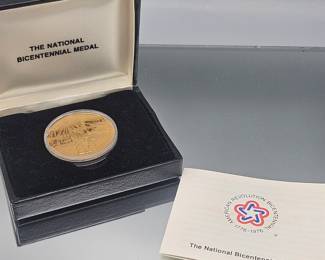 THE NATIONAL
BICENTENNIAL MEDAL
AMERICAN REVOLUTION BICENTENNIAL
1776-1976
The National Bicentenni